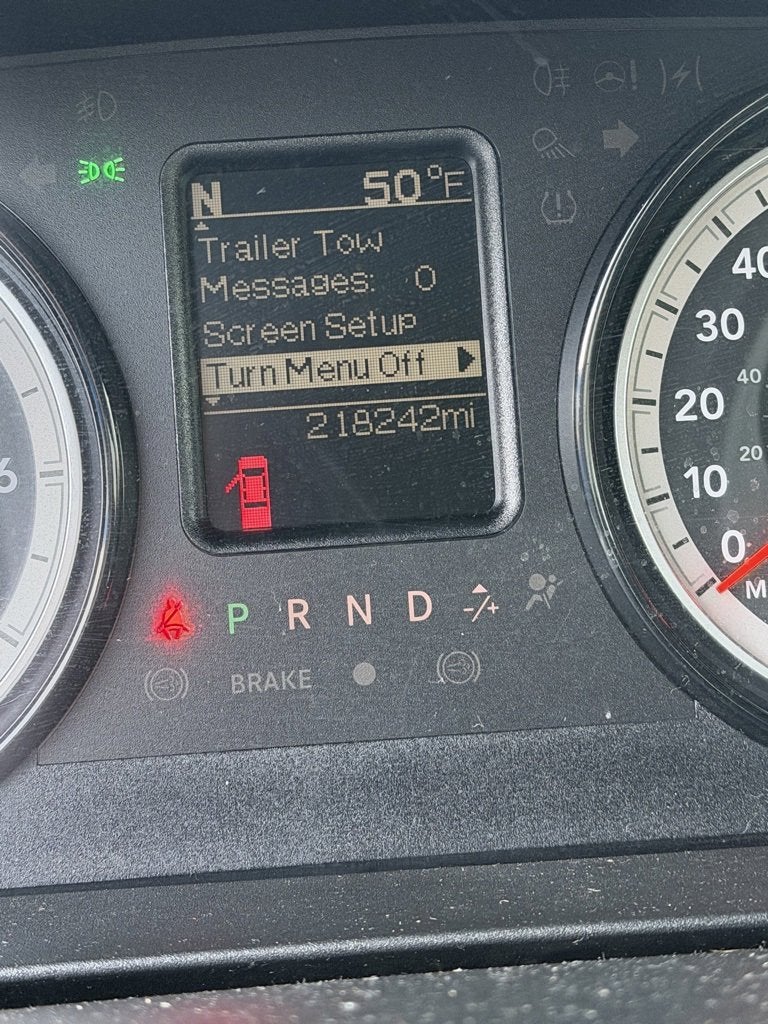 N 50°F
Trailer Tow
Messages: 0
Screen Setup
Turn Menu Off
218242mi
P R N D -/+
BRAKE
6
40
30
20
10
0
40
20